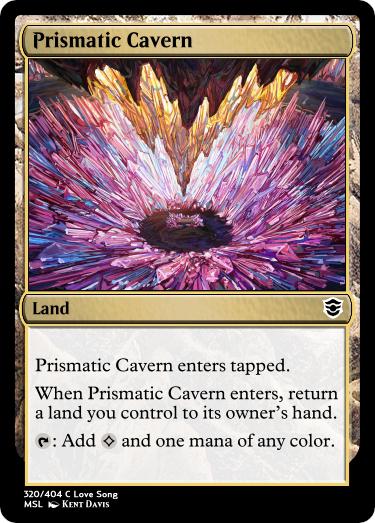 Prismatic Cavern
Land
Prismatic Cavern enters tapped.
When Prismatic Cavern enters, return
a land you control to its owner's hand.
: Add and one mana of any color.
320/404 C Love Song
MSL Kent Davis